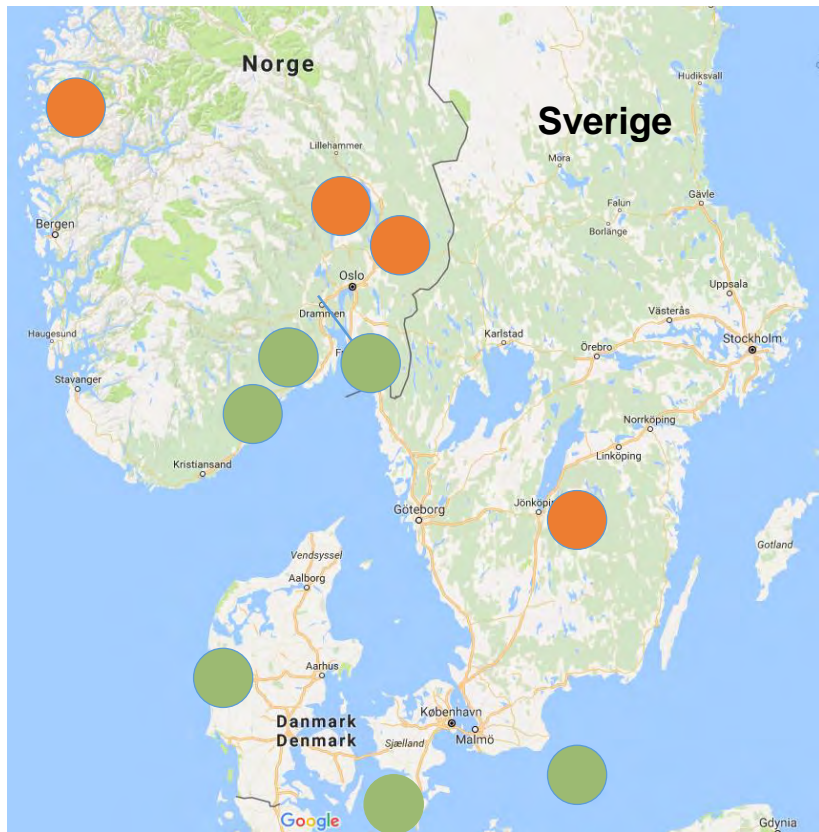 Norge
Hudiksvall
Sverige
Lillehammer
Mora
Falun
Gävle
Borlänge
Bergen
Oslo
Uppsala
Drammen
Västerås
Haugesund
Karlstad
Örebro
Stockholm
Stavanger
Norrköping
Linköping
Kristiansand
Göteborg
Jönköpin
Gotland
Vendsyssel
Aalborg
Aarhus
København
Danmark
Denmark
Sjælland
Malmö
Google
Gdynia